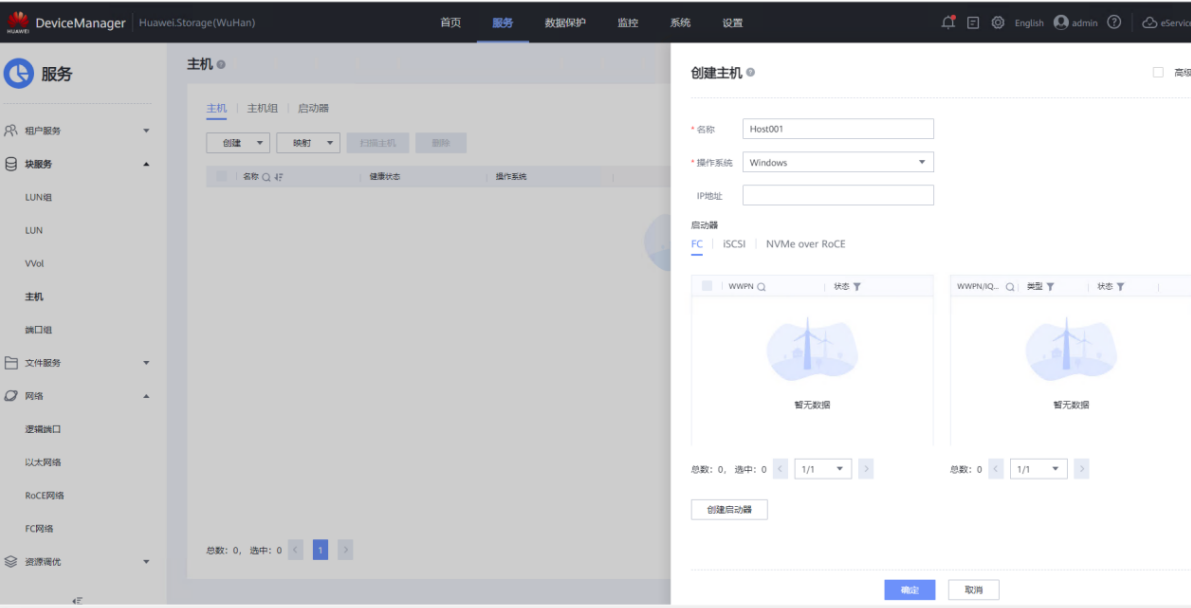 HUAWEI DeviceManager Huawei.Storage(WuHan) 首页 服务 数据保护 监控 系统 设置 English admin eService
服务
租户服务
块服务
LUN组
LUN
VVol
主机
端口组
文件服务
网络
逻辑端口
以太网络
RoCE网络
FC网络
资源调优
主机
主机 主机组 启动器
创建 映射 扫描主机 删除
名称 健康状态 操作系统
总数: 0, 选中: 0 1
创建主机 高级
*名称 Host001
*操作系统 Windows
IP地址
启动器
FC iSCSI NVMe over RoCE
WWPN 状态 WWPN/IQ... 类型 状态
暂无数据 暂无数据
总数: 0, 选中: 0 1/1 总数: 0 1/1
创建启动器
确定 取消